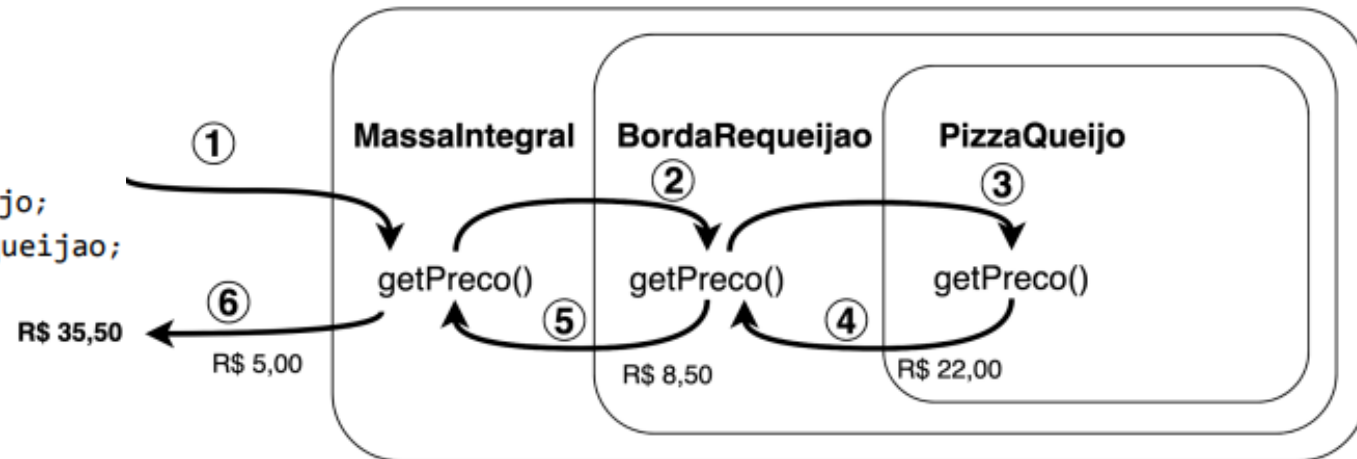 ①
MassaIntegral BordaRequeijao PizzaQueijo
② ③
jo;
ueijao;
getPreco() getPreco() getPreco()
⑥ ⑤ ④
R$ 35,50
R$ 5,00 R$ 8,50 R$ 22,00